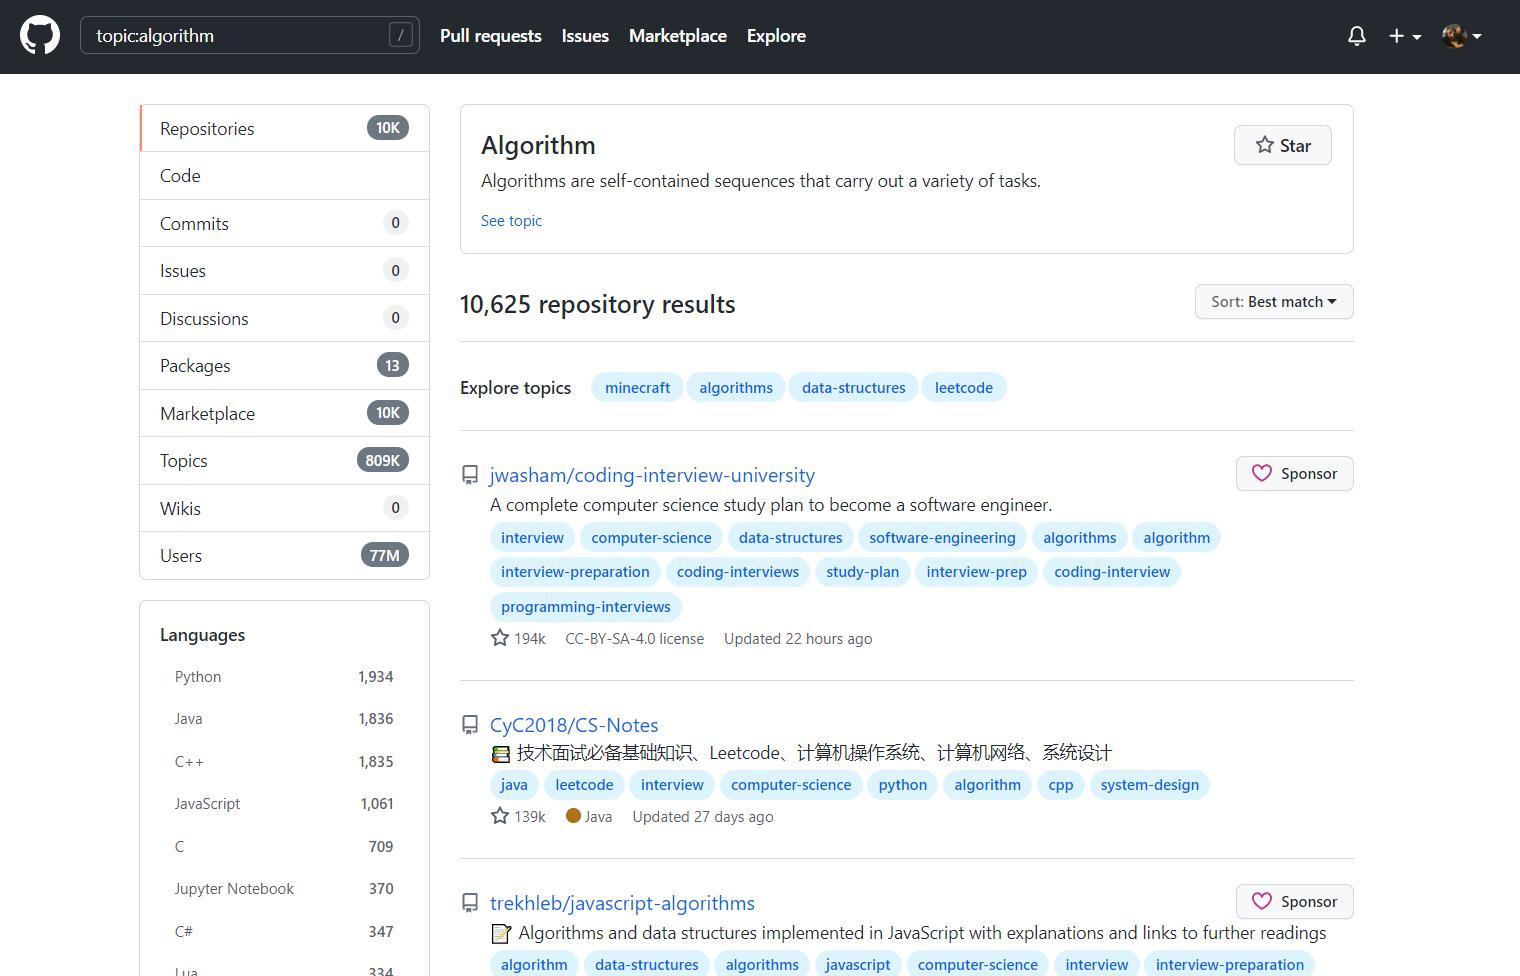 topic:algorithm / Pull requests Issues Marketplace Explore
Repositories 10K
Code
Commits 0
Issues 0
Discussions 0
Packages 13
Marketplace 10K
Topics 809K
Wikis 0
Users 77M
Languages
Python 1,934
Java 1,836
C++ 1,835
JavaScript 1,061
C 709
Jupyter Notebook 370
C# 347
Lua 334
Algorithm
Star
Algorithms are self-contained sequences that carry out a variety of tasks.
See topic
10,625 repository results
Sort: Best match
Explore topics minecraft algorithms data-structures leetcode
jwasham/coding-interview-university
Sponsor
A complete computer science study plan to become a software engineer.
interview computer-science data-structures software-engineering algorithms algorithm
interview-preparation coding-interviews study-plan interview-prep coding-interview
programming-interviews
194k CC-BY-SA-4.0 license Updated 22 hours ago
CyC2018/CS-Notes
📚 技术面试必备基础知识、Leetcode、计算机操作系统、计算机网络、系统设计
java leetcode interview computer-science python algorithm cpp system-design
139k Java Updated 27 days ago
trekhleb/javascript-algorithms
Sponsor
📝 Algorithms and data structures implemented in JavaScript with explanations and links to further readings
algorithm data-structures algorithms javascript computer-science interview interview-preparation